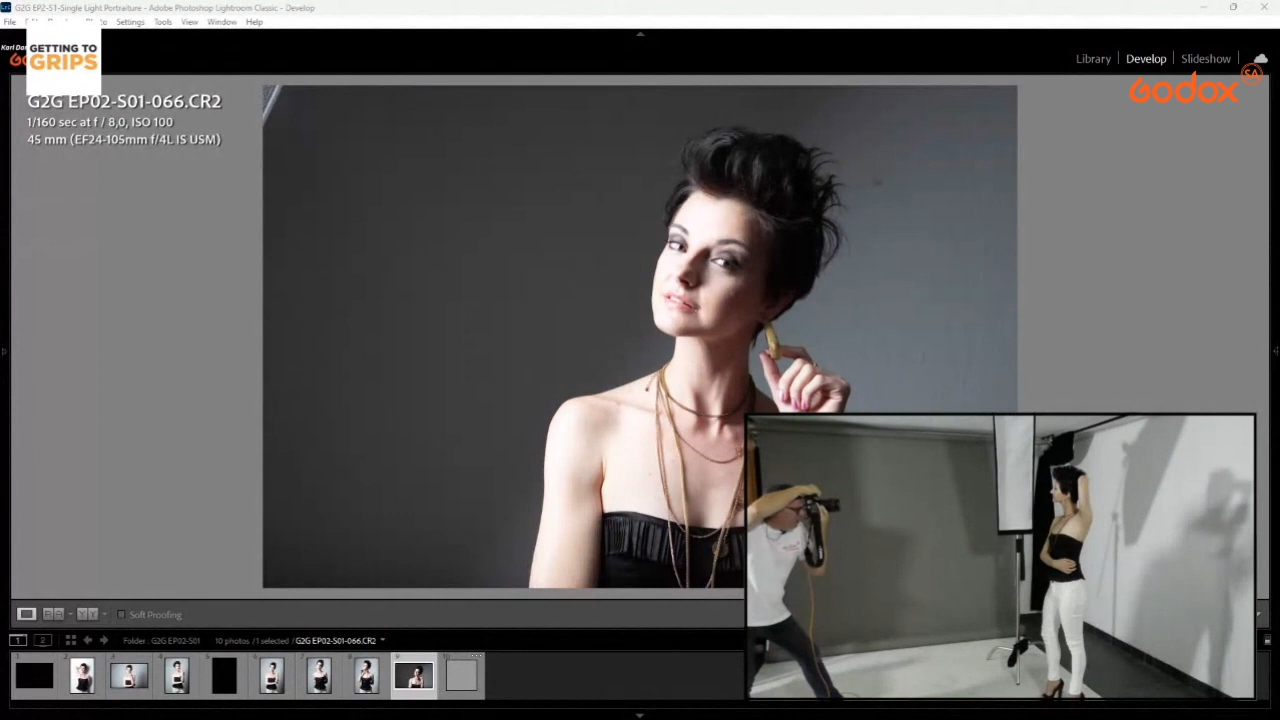 G2G EP2-S1-Single Light Portraiture - Adobe Photoshop Lightroom Classic - Develop
File
Settings Tools View Window Help
GETTING TO
GRIPS
Library Develop Slideshow
Godox SA
G2G EP02-S01-066.CR2
1/160 sec at f / 8,0, ISO 100
45 mm (EF24-105mm f/4L IS USM)
Soft Proofing
1 2 Folder : G2G EP02-S01 10 photos / 1 selected / G2G EP02-S01-066.CR2